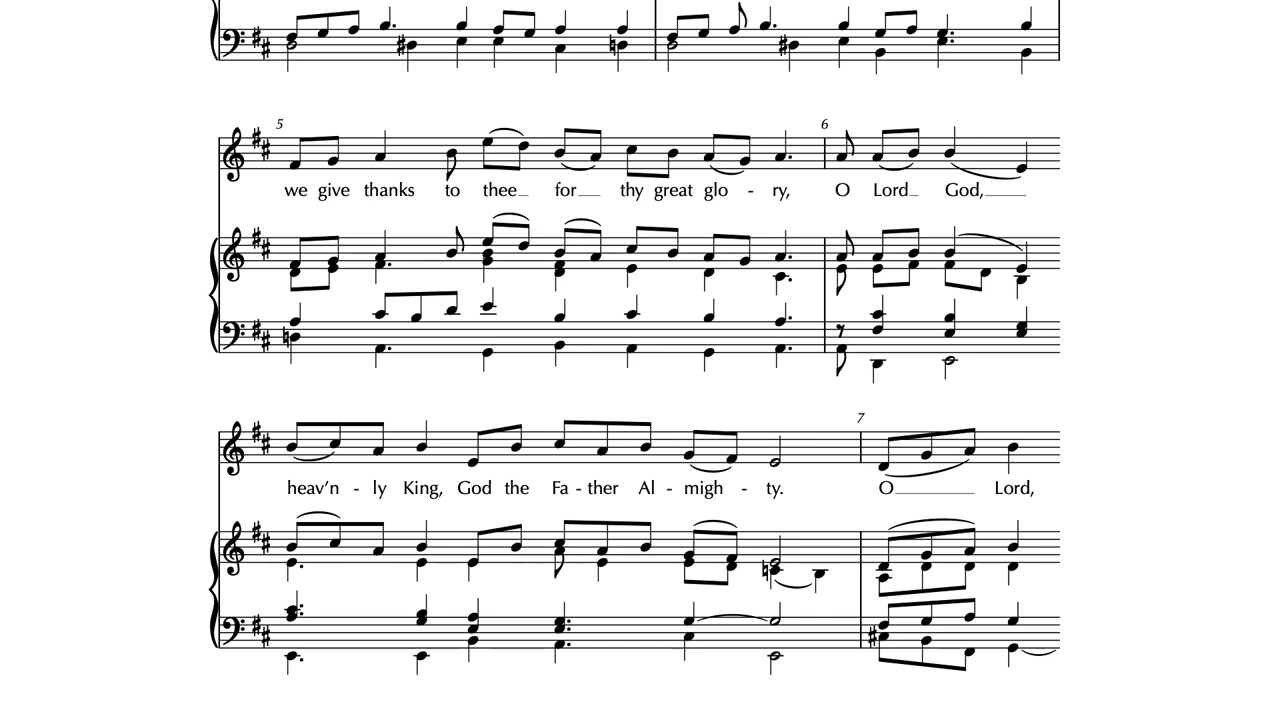 5 6
we give thanks to thee for thy great glo - ry, O Lord God,
7
heav’n - ly King, God the Fa - ther Al - migh - ty. O Lord,